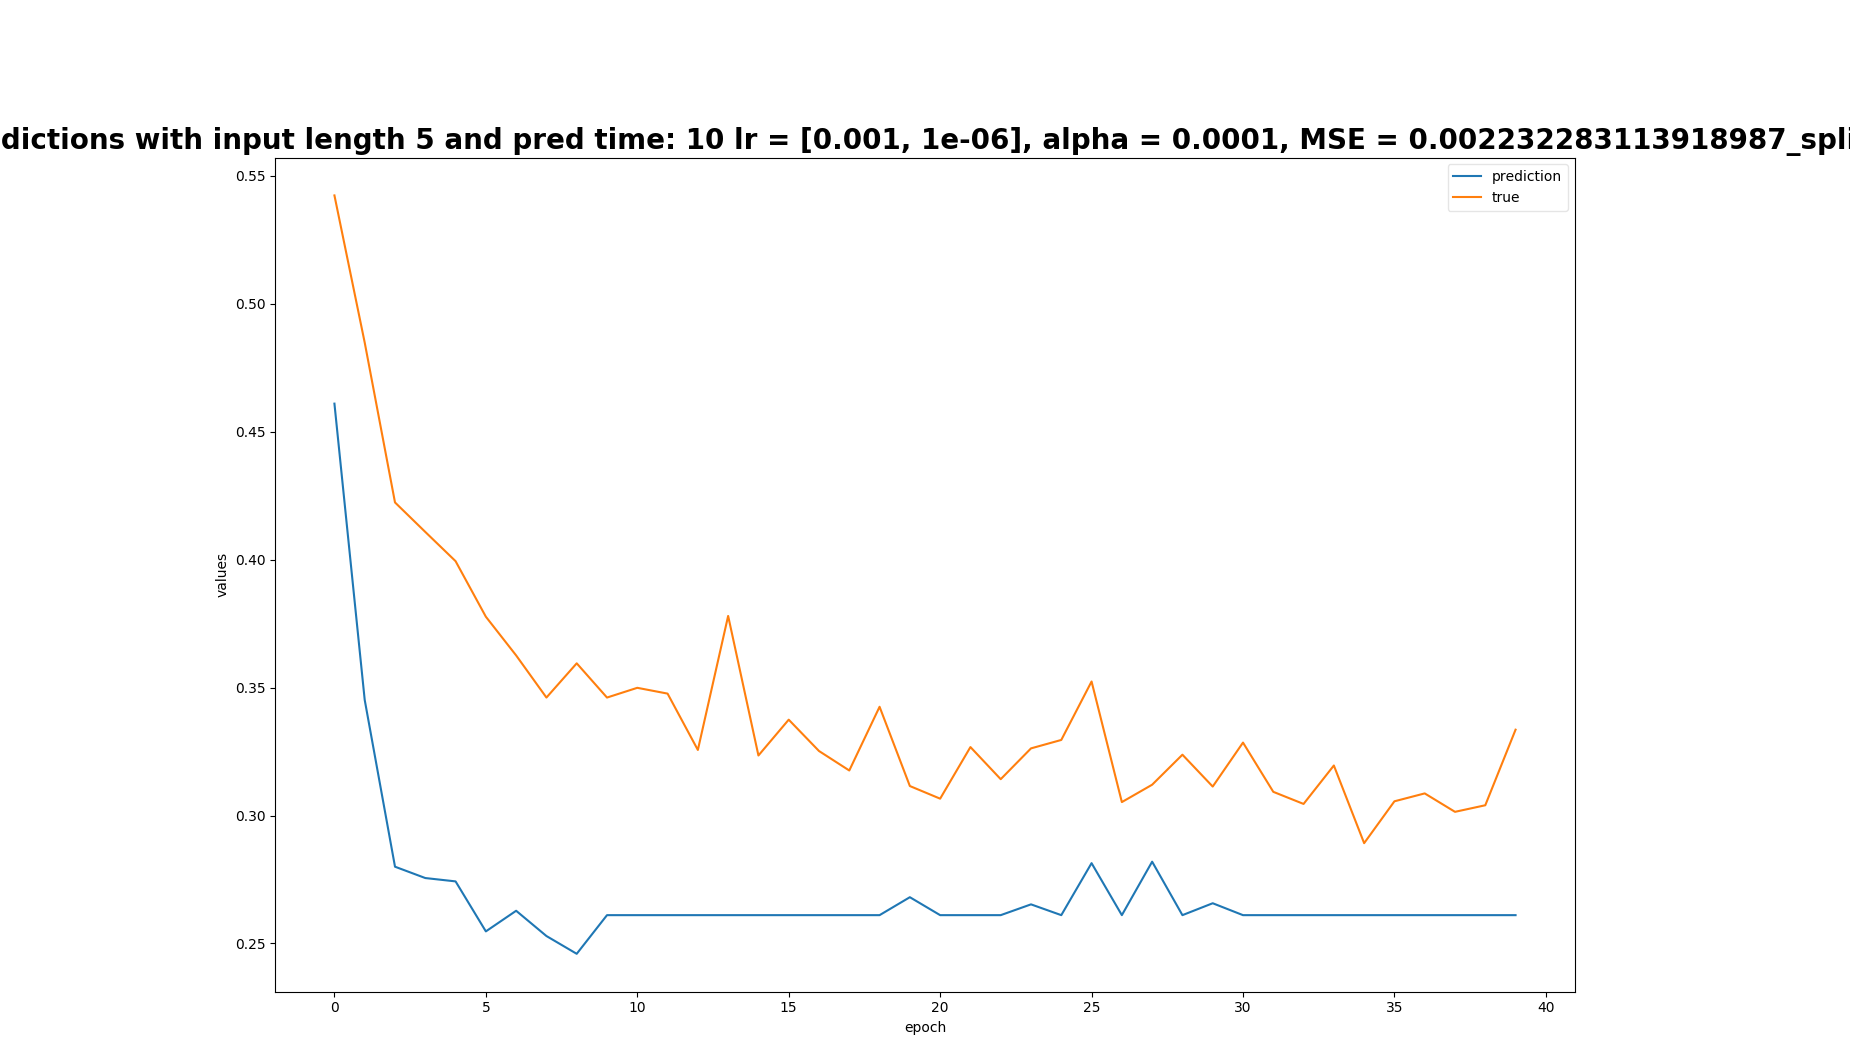 dictions with input length 5 and pred time: 10 lr = [0.001, 1e-06], alpha = 0.0001, MSE = 0.002232283113918987_spli
prediction
true
0.55
0.50
0.45
0.40
0.35
0.30
0.25
values
0 5 10 15 20 25 30 35 40
epoch